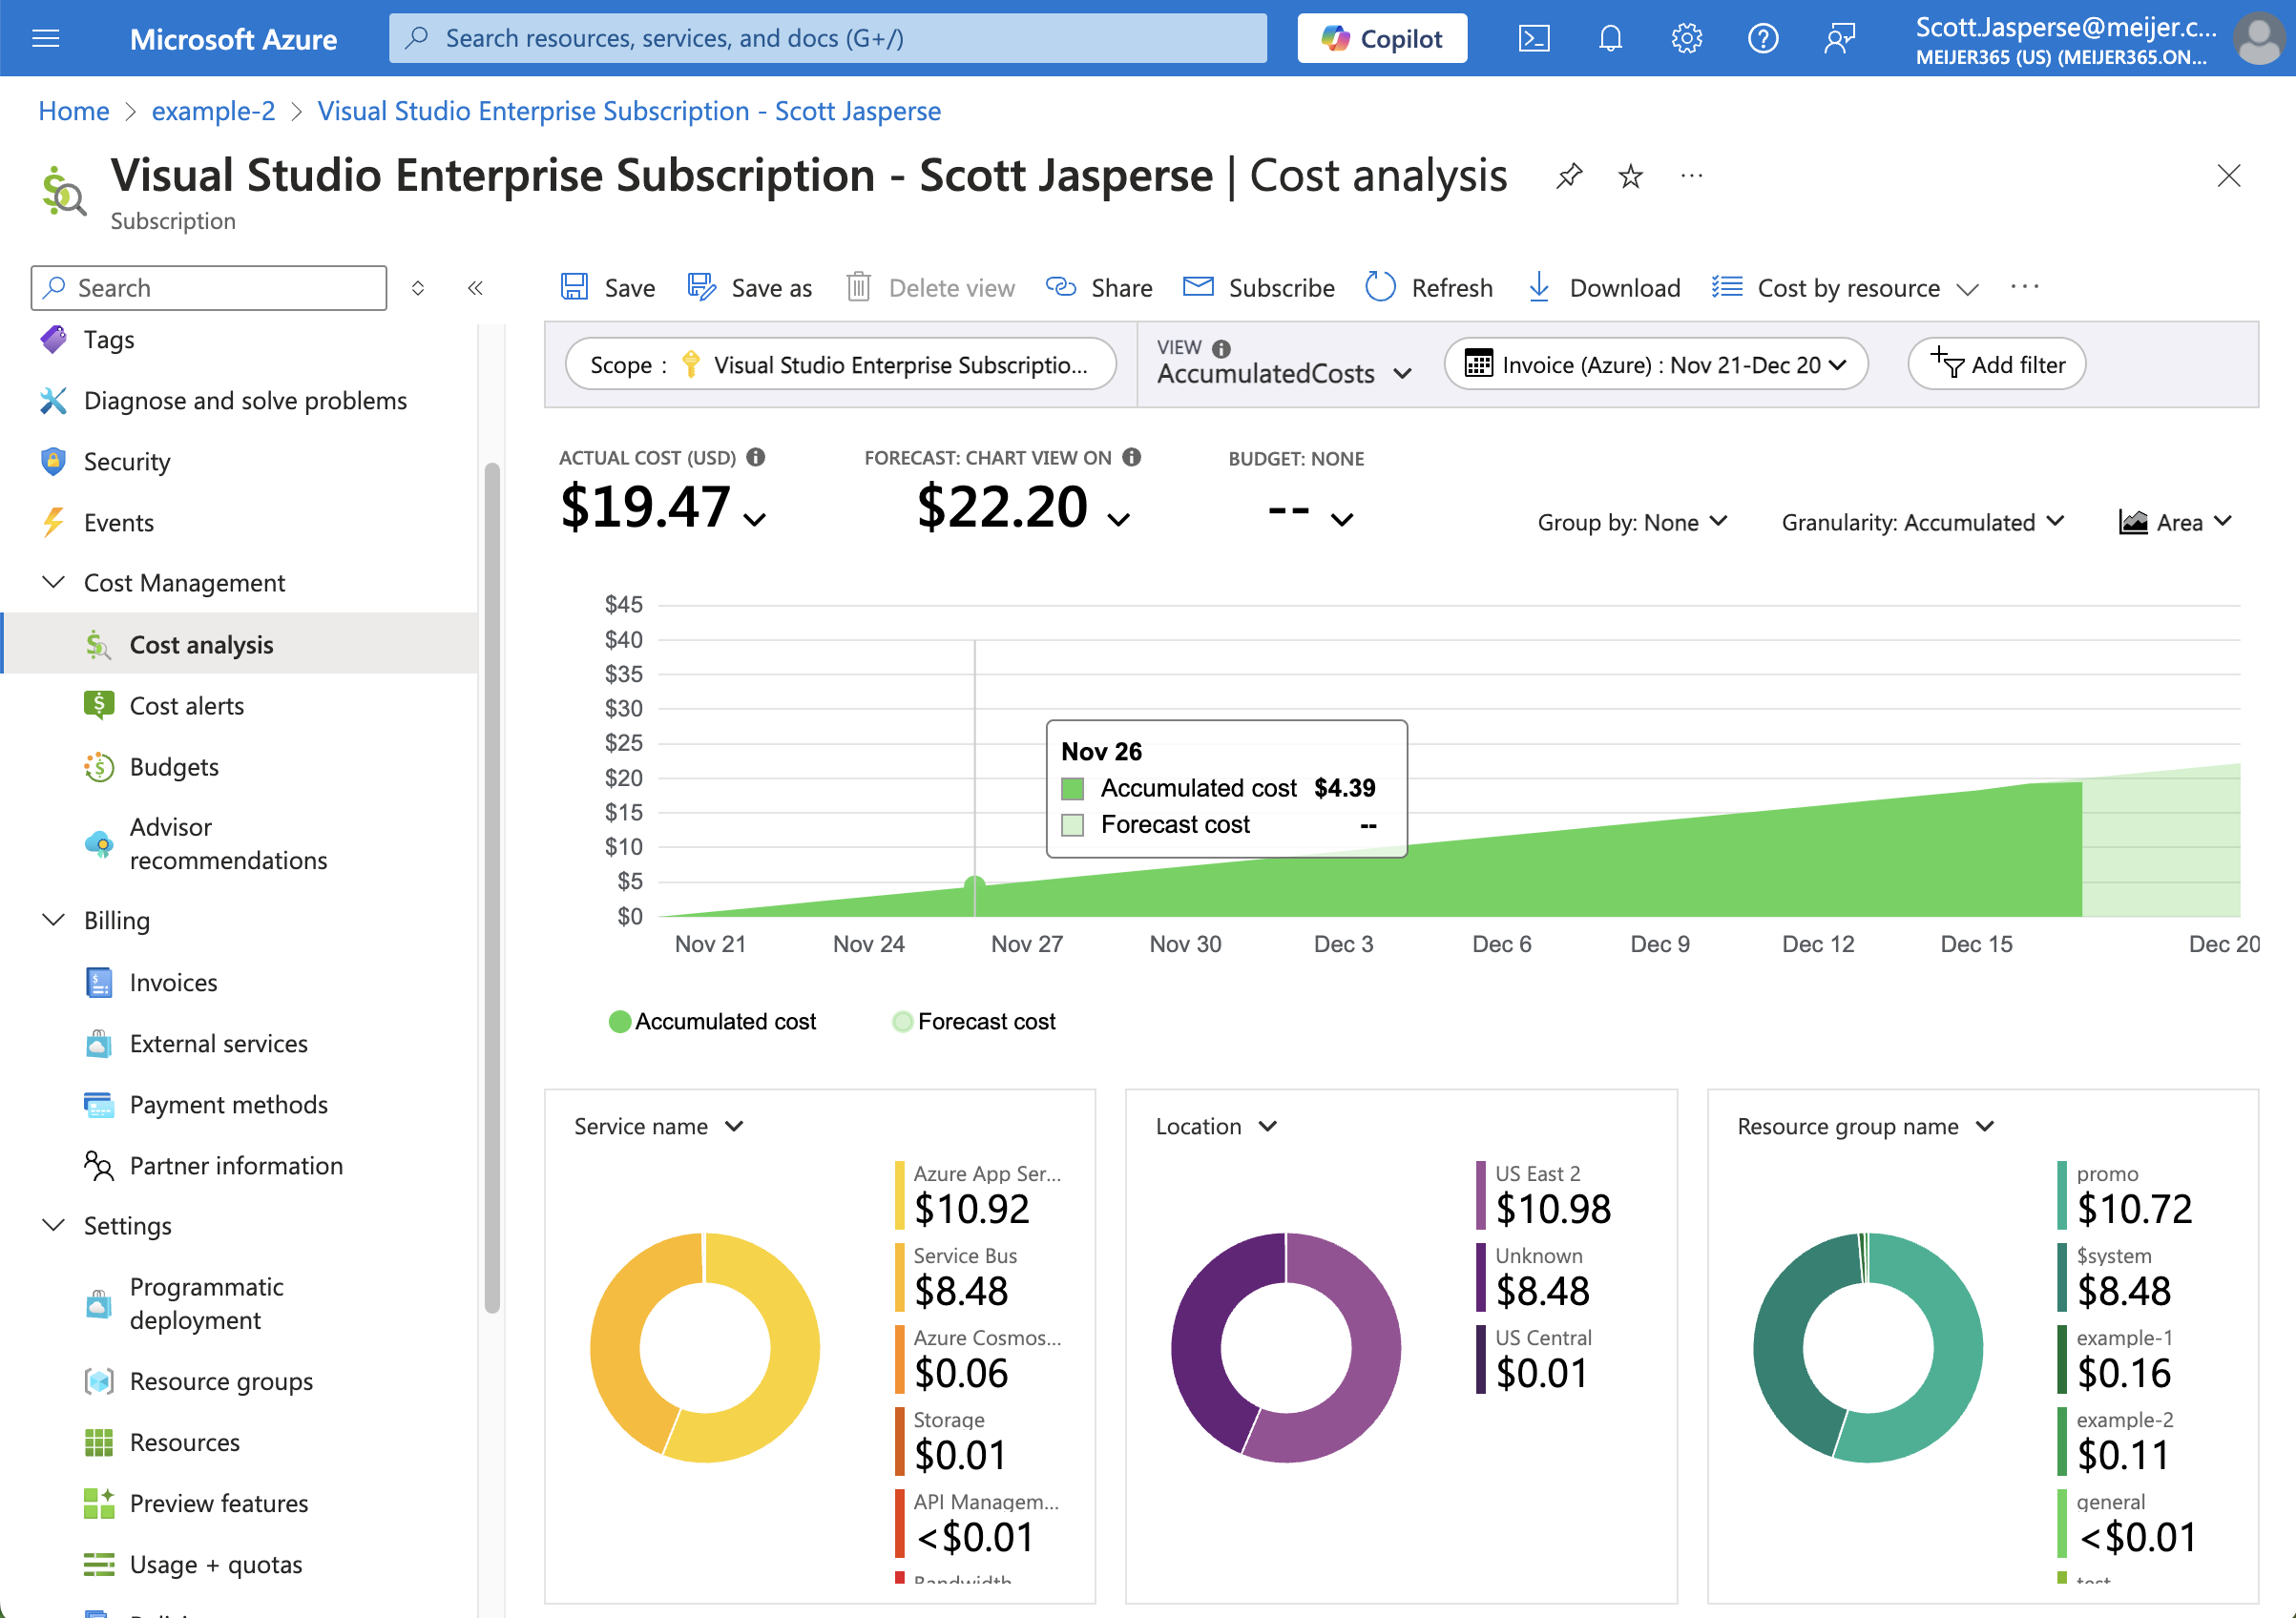 Microsoft Azure
Search resources, services, and docs (G+/)
Copilot
Scott.Jasperse@meijer.c...
MEIJER365 (US) (MEIJER365.ON...
Home > example-2 > Visual Studio Enterprise Subscription - Scott Jasperse
Visual Studio Enterprise Subscription - Scott Jasperse | Cost analysis
Subscription
Search
Save
Save as
Delete view
Share
Subscribe
Refresh
Download
Cost by resource
Tags
Diagnose and solve problems
Security
Events
Cost Management
Cost analysis
Cost alerts
Budgets
Advisor
recommendations
Billing
Invoices
External services
Payment methods
Partner information
Settings
Programmatic
deployment
Resource groups
Resources
Preview features
Usage + quotas
Scope : Visual Studio Enterprise Subscriptio...
VIEW
AccumulatedCosts
Invoice (Azure) : Nov 21-Dec 20
Add filter
ACTUAL COST (USD)
$19.47
FORECAST: CHART VIEW ON
$22.20
BUDGET: NONE
--
Group by: None
Granularity: Accumulated
Area
$45
$40
$35
$30
$25
$20
$15
$10
$5
$0
Nov 26
Accumulated cost $4.39
Forecast cost --
Nov 21 Nov 24 Nov 27 Nov 30 Dec 3 Dec 6 Dec 9 Dec 12 Dec 15 Dec 20
Accumulated cost
Forecast cost
Service name
Azure App Ser...
$10.92
Service Bus
$8.48
Azure Cosmos...
$0.06
Storage
$0.01
API Managem...
<$0.01
Bandwidth
Location
US East 2
$10.98
Unknown
$8.48
US Central
$0.01
Resource group name
promo
$10.72
$system
$8.48
example-1
$0.16
example-2
$0.11
general
<$0.01
test